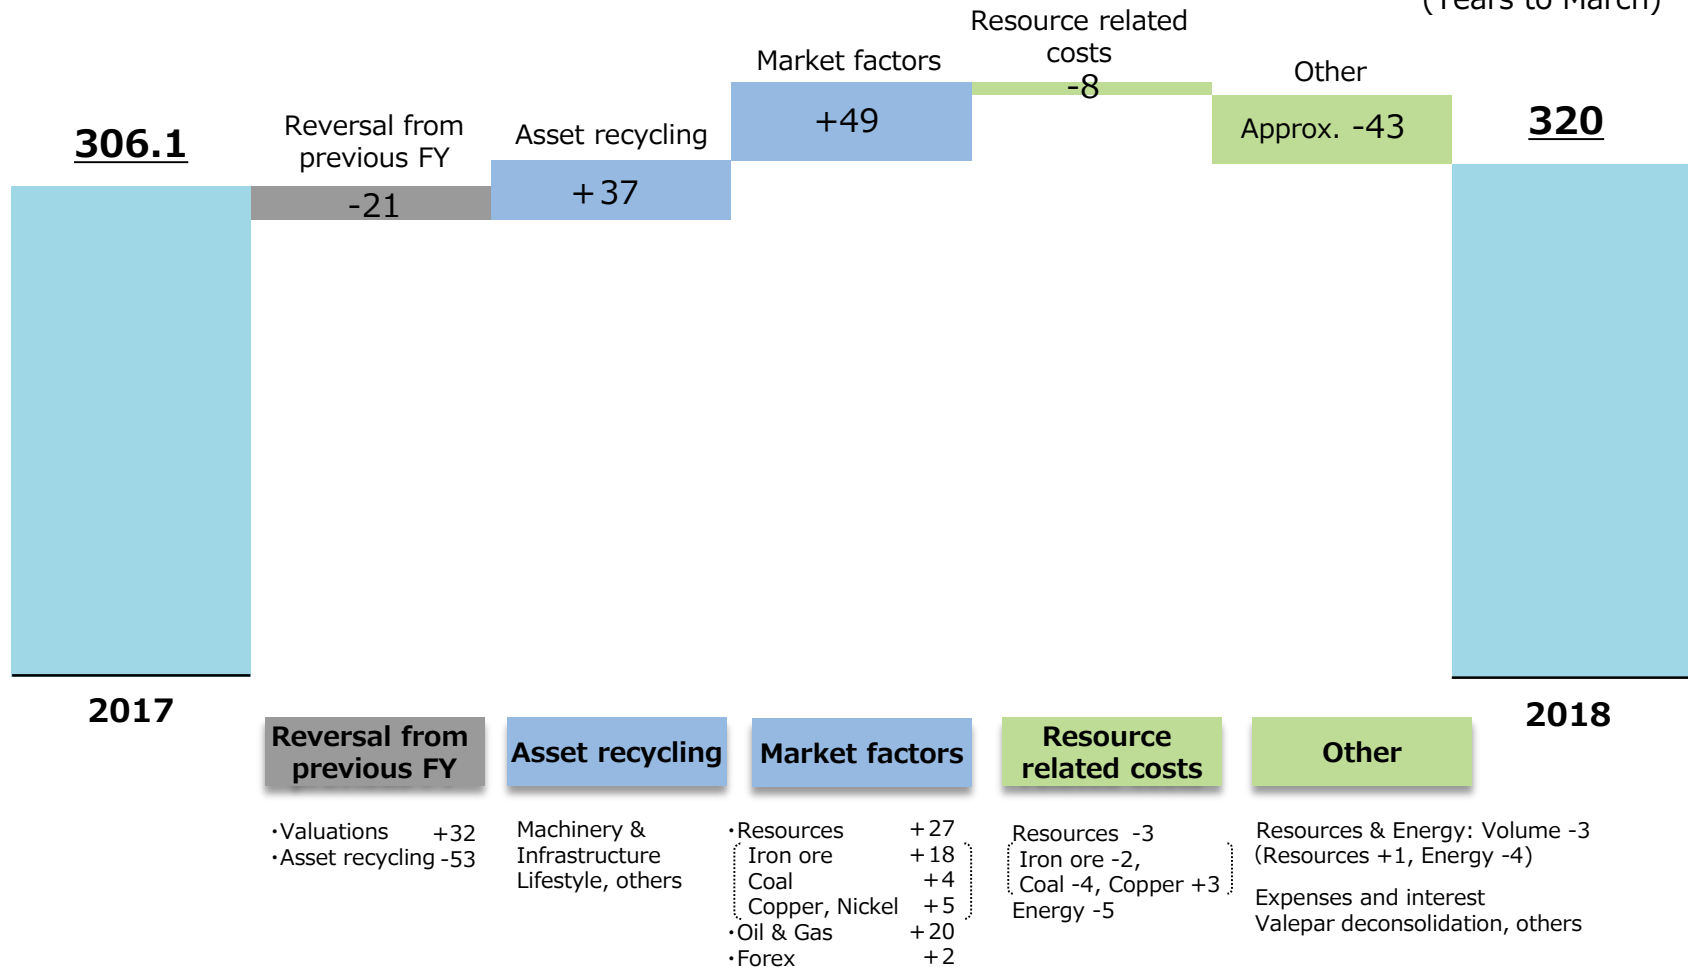 (Years to March)
Resource related
costs
-8
Market factors
+49
Other
Approx. -43
306.1
Reversal from
previous FY
-21
Asset recycling
+37
320
2017
2018
Reversal from
previous FY
Asset recycling
Market factors
Resource
related costs
Other
・Valuations +32
・Asset recycling -53
Machinery &
Infrastructure
Lifestyle, others
・Resources +27
Iron ore +18
Coal +4
Copper, Nickel +5
・Oil & Gas +20
・Forex +2
Resources -3
Iron ore -2,
Coal -4, Copper +3
Energy -5
Resources & Energy: Volume -3
(Resources +1, Energy -4)
Expenses and interest
Valepar deconsolidation, others